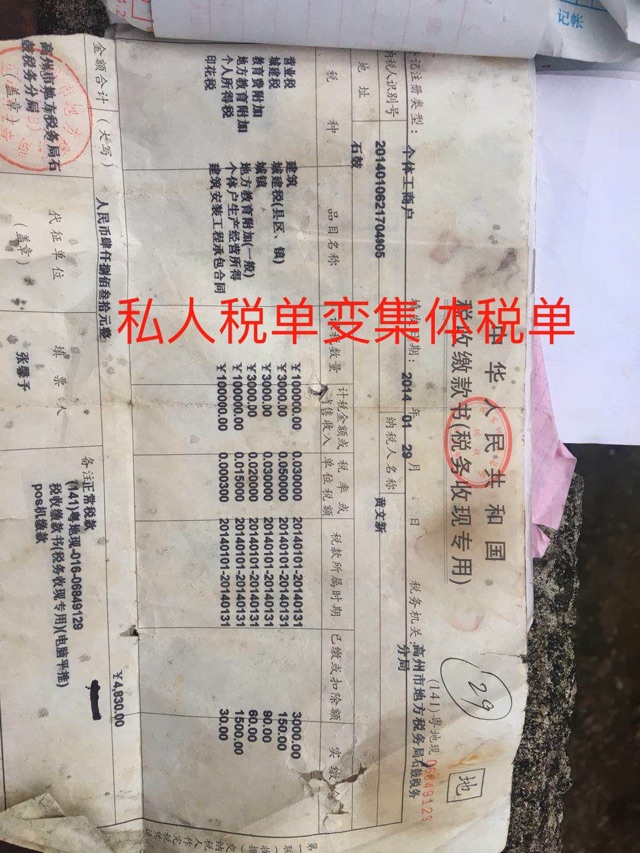 私人税单变集体税单
中华人民共和国
税收缴款书(税务收现专用)
29
地
(141)粤地现 06849129
登记注册类型: 个体工商户 填发日期: 2014 年 01 月 29 日 税务机关: 高州市地方税务局石鼓税务分局
纳税人识别号 2014010621704905 纳税人名称 黄文新
地址 石鼓
税种 品目名称 数量 计税金额或销售收入 税率或单位税额 税款所属时期 已缴或扣除额 实缴金
营业税 建筑 ￥100000.00 0.030000 20140101-20140131 3000.00
城建税 城建税(县区、镇) ￥3000.00 0.050000 20140101-20140131 150.00
教育费附加 城镇 ￥3000.00 0.030000 20140101-20140131 90.00
地方教育附加 地方教育附加(一般) ￥3000.00 0.020000 20140101-20140131 60.00
个人所得税 个体户生产经营所得 ￥100000.00 0.015000 20140101-20140131 1500.00
印花税 建筑安装工程承包合同 ￥100000.00 0.000300 20140101-20140131 30.00
金额合计 (大写) 人民币肆仟捌佰叁拾元整 ￥4,830.00
高州市地方税务局石鼓税务分局
(盖章)
代征单位
(盖章)
填票人
张馨予
备注 正常税款
(141)粤地现-016-06849129
税收缴款书(税务收现专用)(电脑平推)
pos机缴款
记账